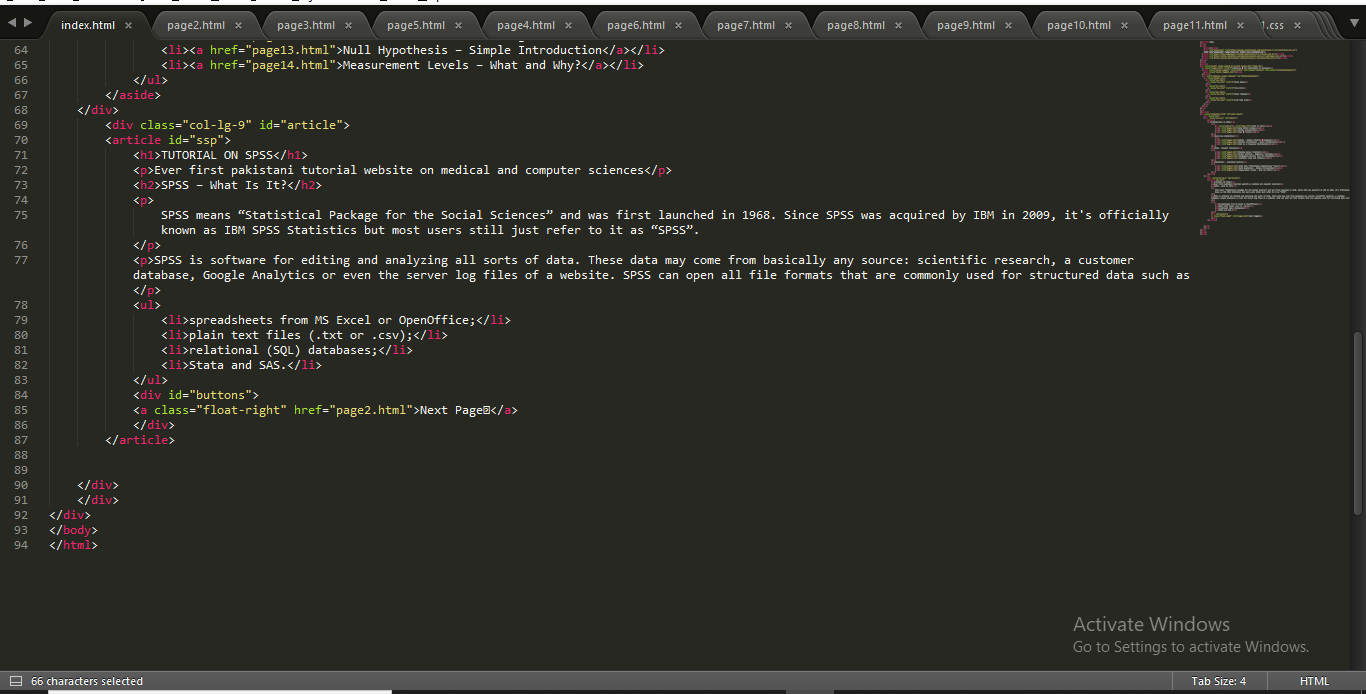 index.html × page2.html × page3.html × page5.html × page4.html × page6.html × page7.html × page8.html × page9.html × page10.html × page11.html × 1.css ×
64 <li><a href="page13.html">Null Hypothesis – Simple Introduction</a></li>
65 <li><a href="page14.html">Measurement Levels – What and Why?</a></li>
66 </ul>
67 </aside>
68 </div>
69 <div class="col-lg-9" id="article">
70 <article id="ssp">
71 <h1>TUTORIAL ON SPSS</h1>
72 <p>Ever first pakistani tutorial website on medical and computer sciences</p>
73 <h2>SPSS – What Is It?</h2>
74 <p>
75 SPSS means “Statistical Package for the Social Sciences” and was first launched in 1968. Since SPSS was acquired by IBM in 2009, it's officially
known as IBM SPSS Statistics but most users still just refer to it as “SPSS”.
76 </p>
77 <p>SPSS is software for editing and analyzing all sorts of data. These data may come from basically any source: scientific research, a customer
database, Google Analytics or even the server log files of a website. SPSS can open all file formats that are commonly used for structured data such as
</p>
78 <ul>
79 <li>spreadsheets from MS Excel or OpenOffice;</li>
80 <li>plain text files (.txt or .csv);</li>
81 <li>relational (SQL) databases;</li>
82 <li>Stata and SAS.</li>
83 </ul>
84 <div id="buttons">
85 <a class="float-right" href="page2.html">Next Page</a>
86 </div>
87 </article>
88
89
90 </div>
91 </div>
92 </div>
93 </body>
94 </html>
Activate Windows
Go to Settings to activate Windows.
66 characters selected Tab Size: 4 HTML